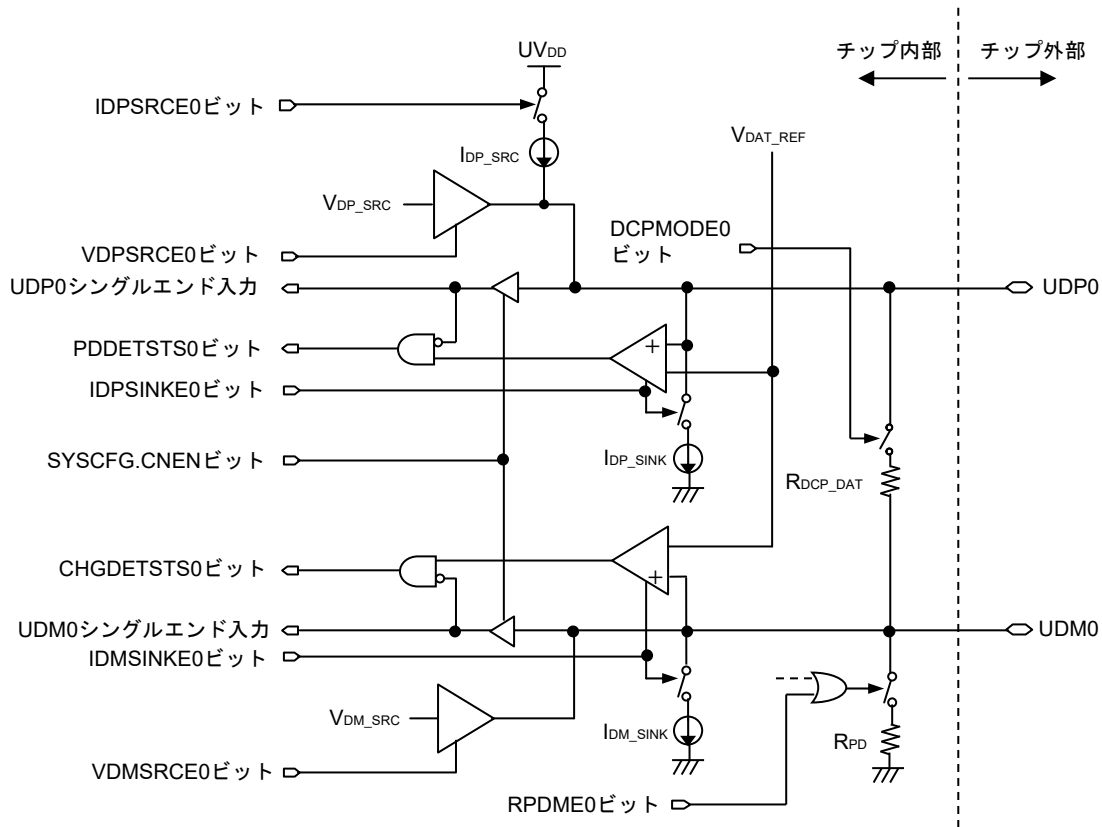 チップ内部
チップ外部
UVDD
IDPSRCE0ビット
IDP_SRC
VDAT_REF
VDP_SRC
DCPMODE0
ビット
VDPSRCE0ビット
UDP0シングルエンド入力
UDP0
+
PDDETSTS0ビット
IDPSINKE0ビット
SYSCFG.CNENビット
IDP_SINK
RDCP_DAT
CHGDETSTS0ビット
+
UDM0シングルエンド入力
UDM0
IDMSINKE0ビット
VDM_SRC
IDM_SINK
RPD
VDMSRCE0ビット
RPDME0ビット